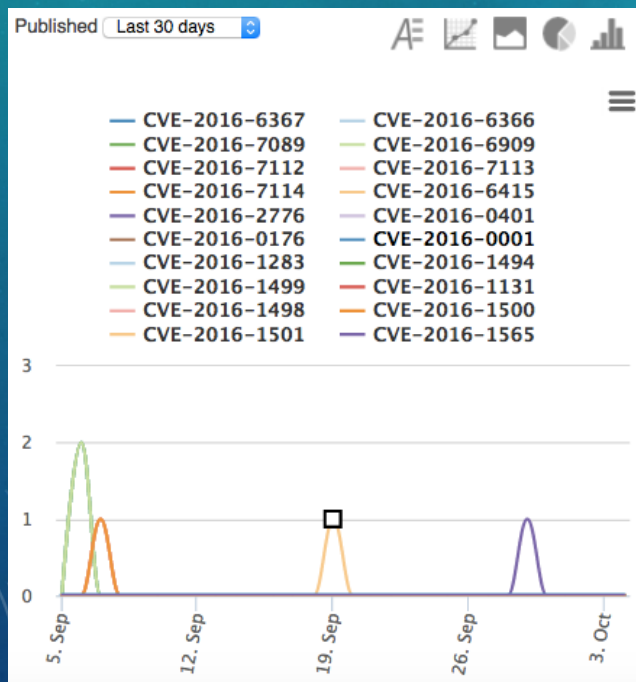 Published Last 30 days
CVE-2016-6367 CVE-2016-6366
CVE-2016-7089 CVE-2016-6909
CVE-2016-7112 CVE-2016-7113
CVE-2016-7114 CVE-2016-6415
CVE-2016-2776 CVE-2016-0401
CVE-2016-0176 CVE-2016-0001
CVE-2016-1283 CVE-2016-1494
CVE-2016-1499 CVE-2016-1131
CVE-2016-1498 CVE-2016-1500
CVE-2016-1501 CVE-2016-1565
3
2
1
0
5. Sep 12. Sep 19. Sep 26. Sep 3. Oct